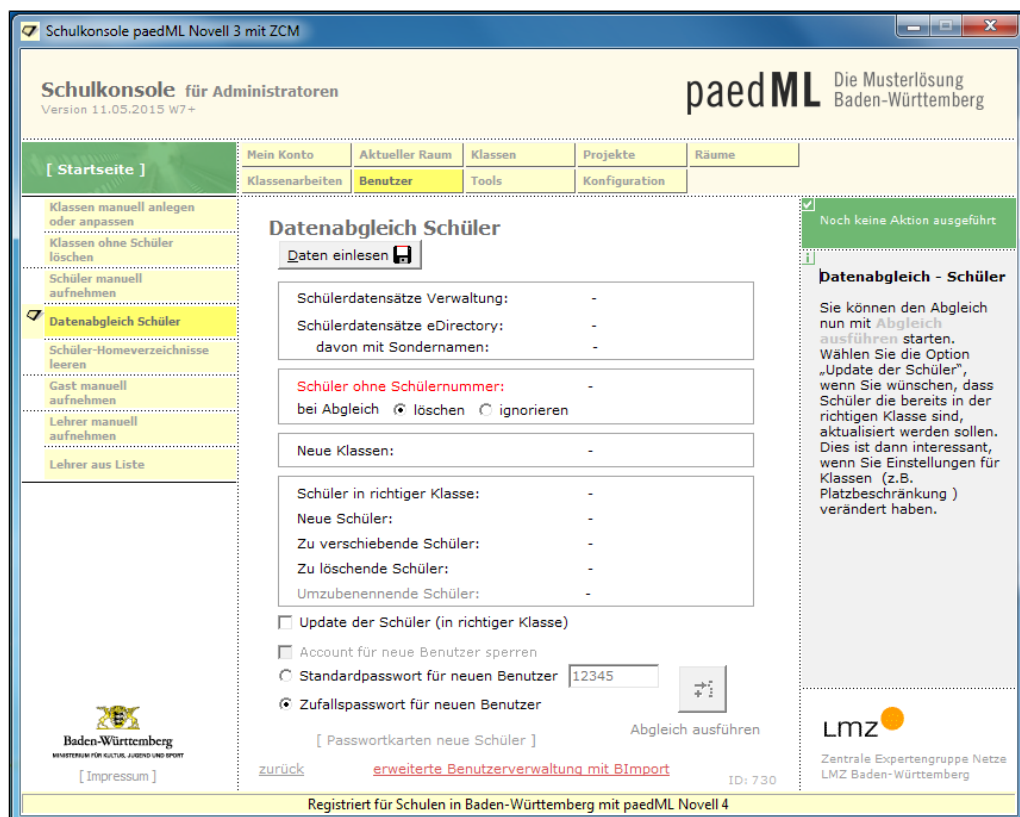 Schulkonsole paedML Novell 3 mit ZCM
Schulkonsole für Administratoren
Version 11.05.2015 W7+
paedML Die Musterlösung
Baden-Württemberg
[ Startseite ]
Mein Konto Aktueller Raum Klassen Projekte Räume
Klassenarbeiten Benutzer Tools Konfiguration
Klassen manuell anlegen
oder anpassen
Klassen ohne Schüler
löschen
Schüler manuell
aufnehmen
Datenabgleich Schüler
Schüler-Homeverzeichnisse
leeren
Gast manuell
aufnehmen
Lehrer manuell
aufnehmen
Lehrer aus Liste
Baden-Württemberg
MINISTERIUM FÜR KULTUS, JUGEND UND SPORT
[ Impressum ]
Datenabgleich Schüler
Daten einlesen
Schülerdatensätze Verwaltung: -
Schülerdatensätze eDirectory: -
davon mit Sondernamen: -
Schüler ohne Schülernummer: -
bei Abgleich löschen ignorieren
Neue Klassen: -
Schüler in richtiger Klasse: -
Neue Schüler: -
Zu verschiebende Schüler: -
Zu löschende Schüler: -
Umzubenennende Schüler: -
Update der Schüler (in richtiger Klasse)
Account für neue Benutzer sperren
Standardpasswort für neuen Benutzer 12345
Zufallspasswort für neuen Benutzer
Abgleich ausführen
[ Passwortkarten neue Schüler ]
zurück erweiterte Benutzerverwaltung mit BImport ID: 730
Noch keine Aktion ausgeführt
Datenabgleich - Schüler
Sie können den Abgleich
nun mit Abgleich
ausführen starten.
Wählen Sie die Option
„Update der Schüler”,
wenn Sie wünschen, dass
Schüler die bereits in der
richtigen Klasse sind,
aktualisiert werden sollen.
Dies ist dann interessant,
wenn Sie Einstellungen für
Klassen (z.B.
Platzbeschränkung )
verändert haben.
LMZ
Zentrale Expertengruppe Netze
LMZ Baden-Württemberg
Registriert für Schulen in Baden-Württemberg mit paedML Novell 4